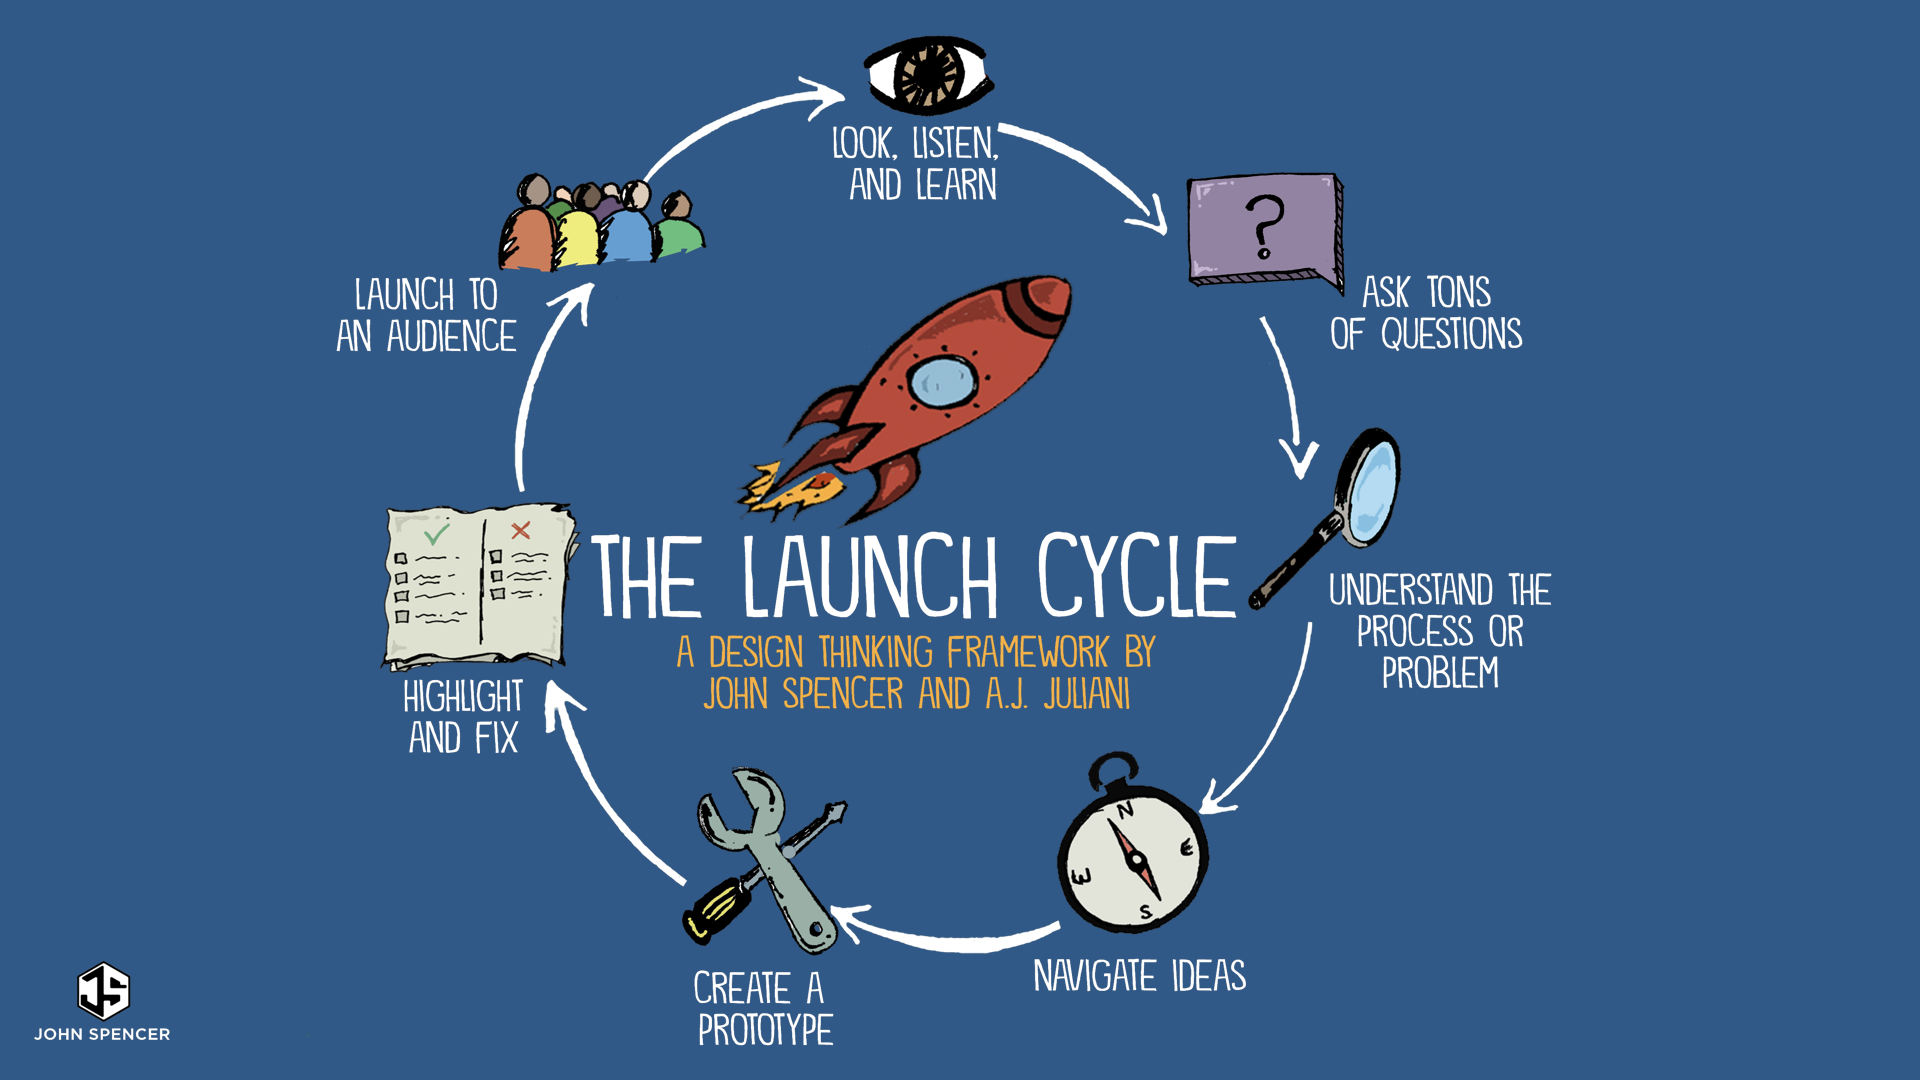 LOOK, LISTEN,
AND LEARN
?
ASK TONS
OF QUESTIONS
UNDERSTAND THE
PROCESS OR
PROBLEM
N
E
S
W
NAVIGATE IDEAS
CREATE A
PROTOTYPE
HIGHLIGHT
AND FIX
LAUNCH TO
AN AUDIENCE
THE LAUNCH CYCLE
A DESIGN THINKING FRAMEWORK BY
JOHN SPENCER AND A.J. JULIANI
JS
JOHN SPENCER